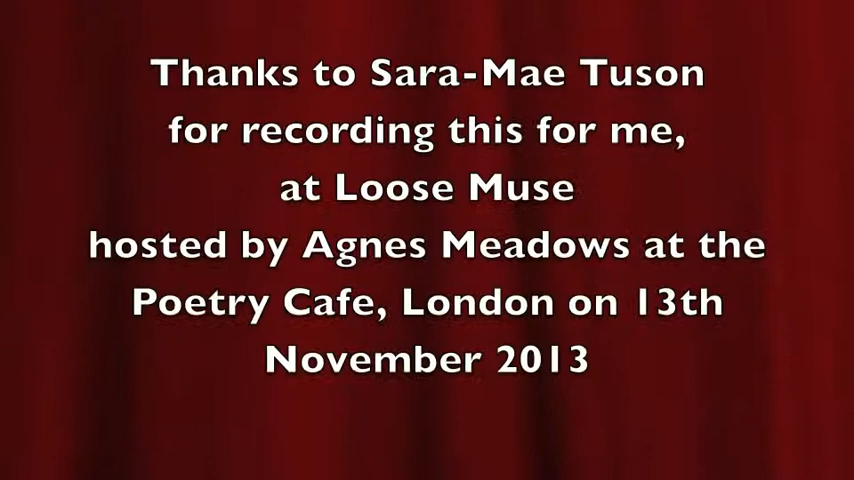 Thanks to Sara-Mae Tuson
for recording this for me,
at Loose Muse
hosted by Agnes Meadows at the
Poetry Cafe, London on 13th
November 2013